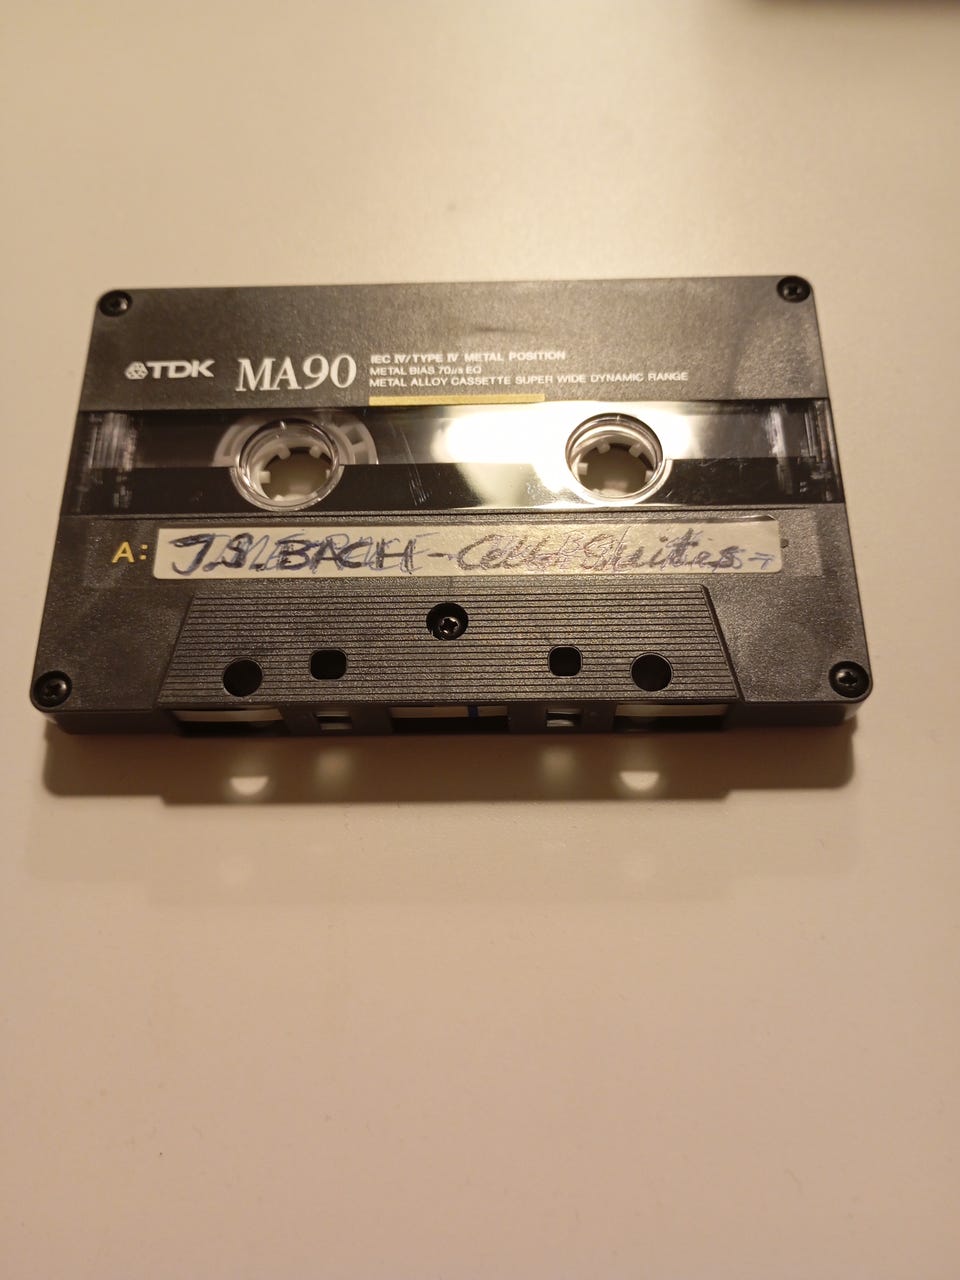 TDK MA90
IEC IV/TYPE IV METAL POSITION
METAL BIAS 70µs EQ
METAL ALLOY CASSETTE SUPER WIDE DYNAMIC RANGE
A: J.S. BACH - Cello Suites